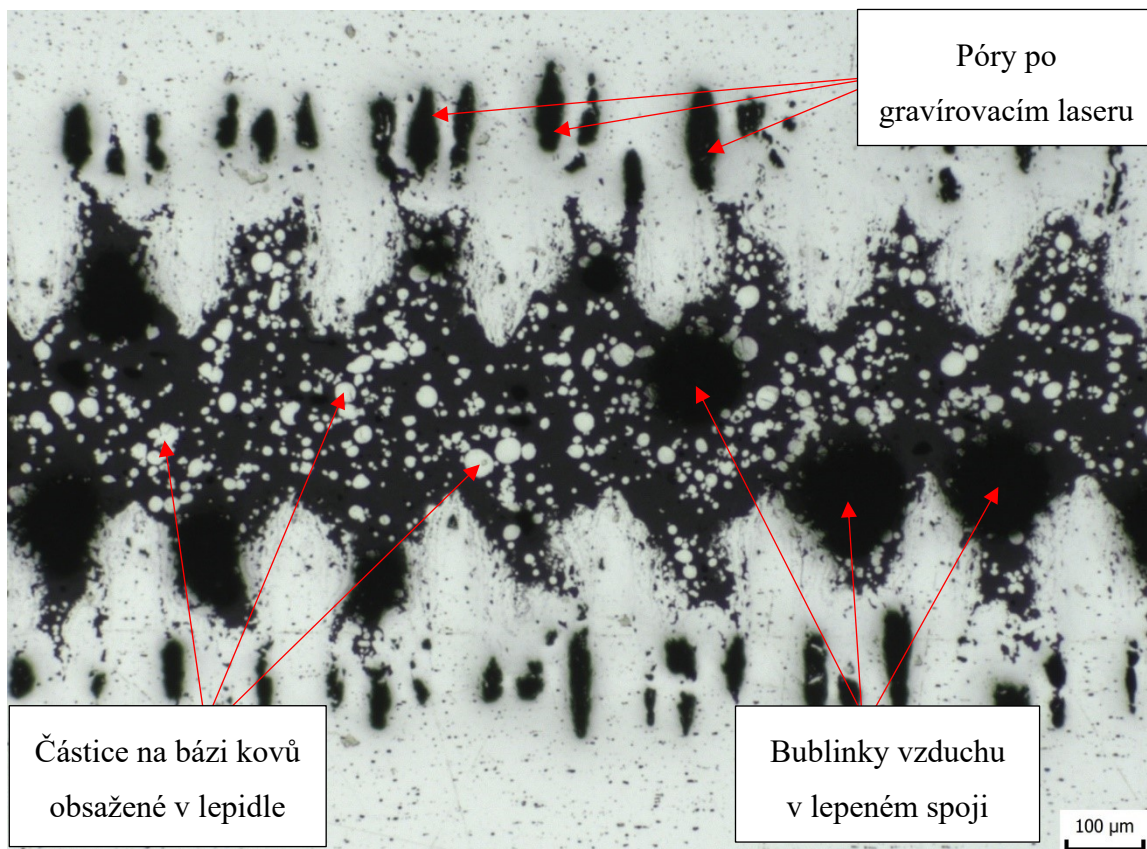 Póry po
gravírovacím laseru
Částice na bázi kovů
obsažené v lepidle
Bublinky vzduchu
v lepeném spoji
100 µm